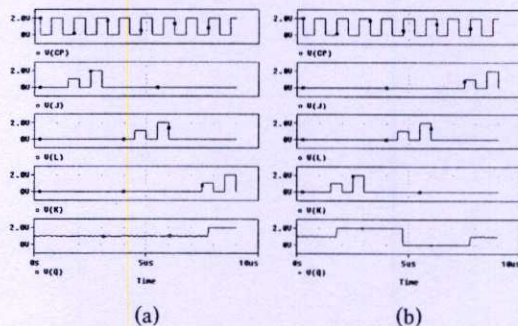 2.0V
0V
▫ V(CP)
2.0V
0V
▫ V(J)
2.0V
0V
▫ V(L)
2.0V
0V
▫ V(K)
2.0V
0V
▫ V(Q)
0s 5us 10us
Time
(a)
2.0V
0V
▫ V(CP)
2.0V
0V
▫ V(J)
2.0V
0V
▫ V(L)
2.0V
0V
▫ V(K)
2.0V
0V
▫ V(Q)
0s 5us 10us
Time
(b)